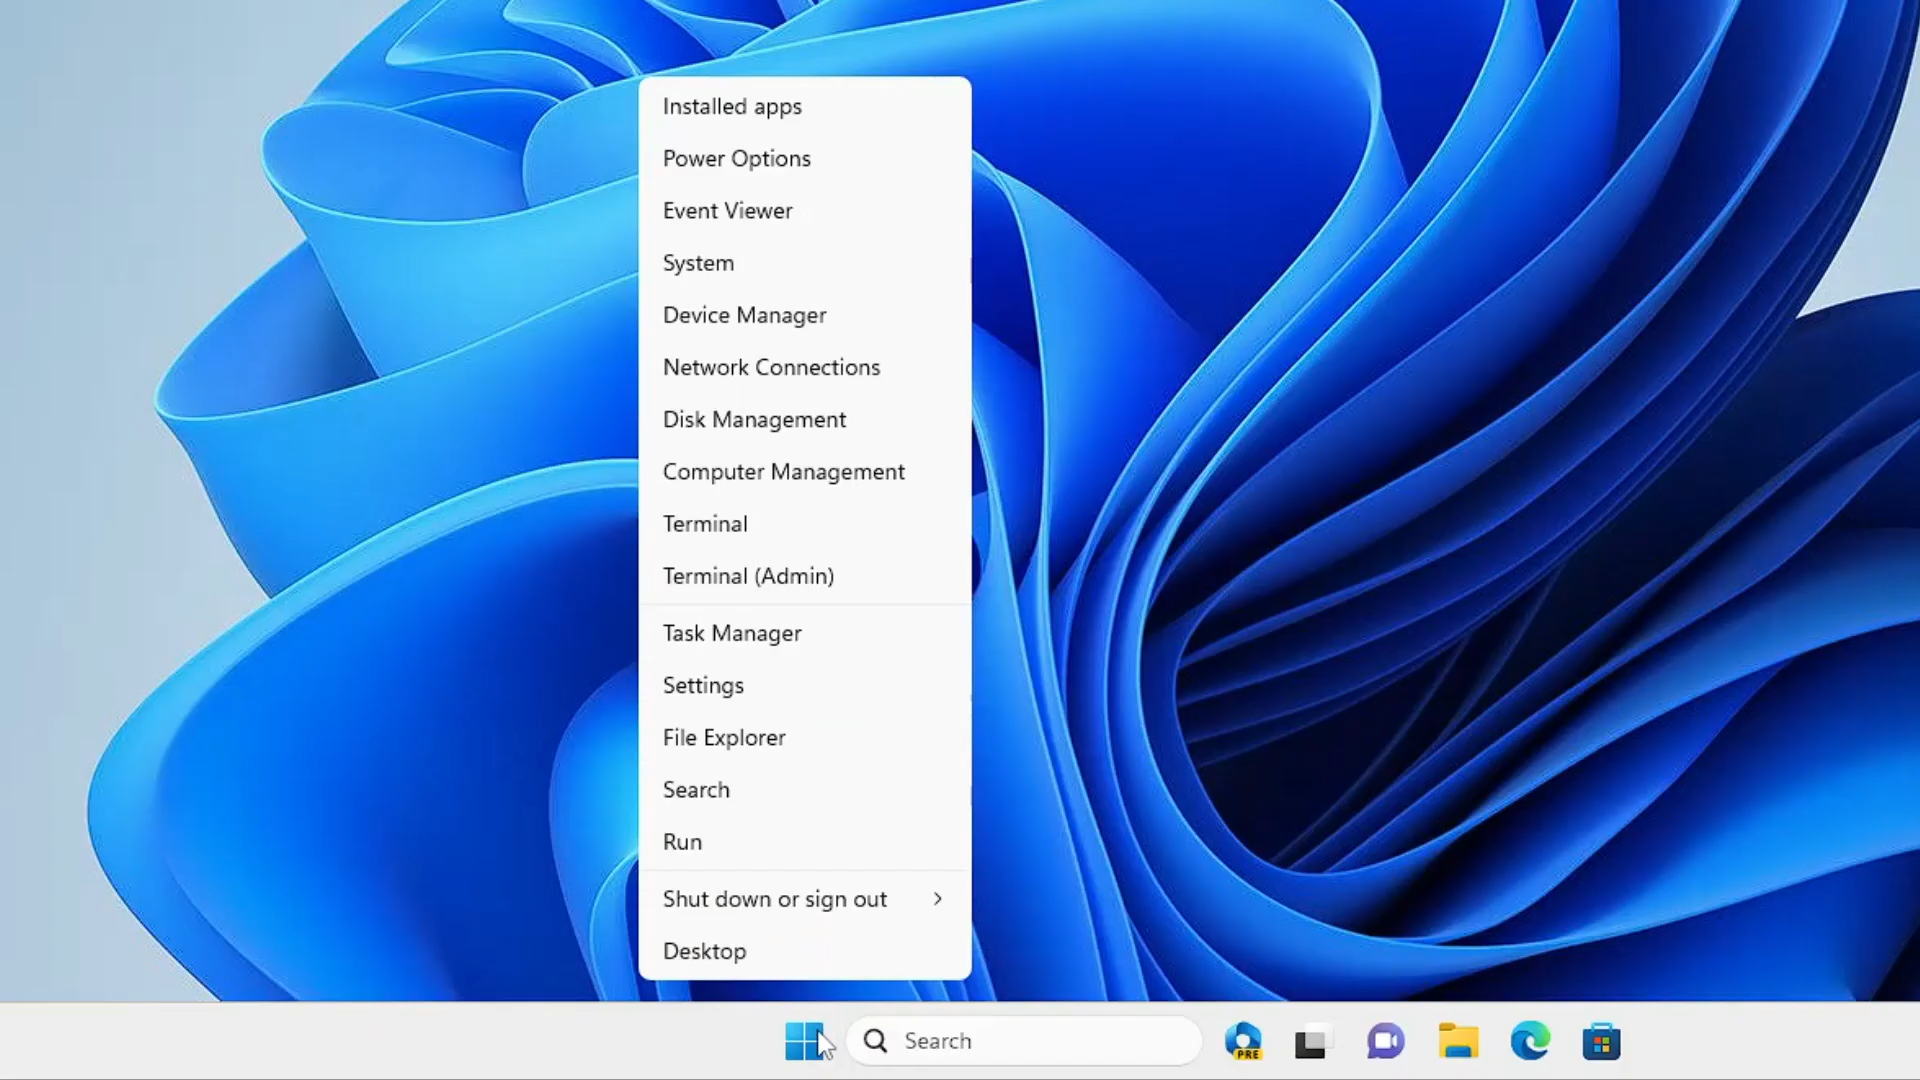 Installed apps
Power Options
Event Viewer
System
Device Manager
Network Connections
Disk Management
Computer Management
Terminal
Terminal (Admin)
Task Manager
Settings
File Explorer
Search
Run
Shut down or sign out
Desktop
Search
PRE